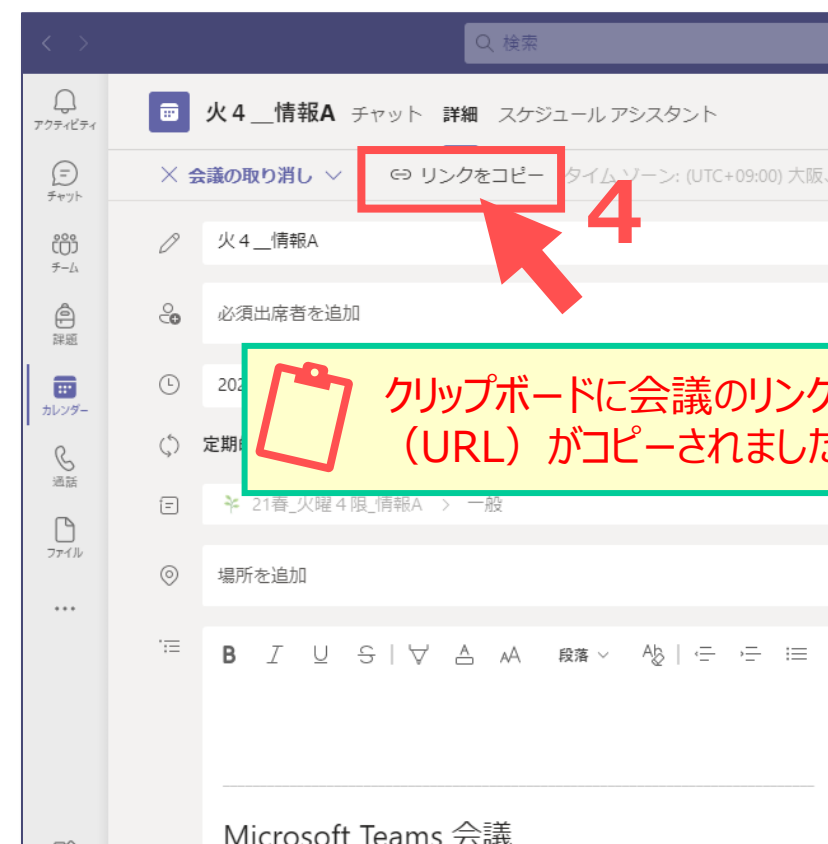 検索
アクティビティ
チャット
チーム
課題
カレンダー
通話
ファイル
火４__情報A チャット 詳細 スケジュール アシスタント
会議の取り消し リンクをコピー タイム ゾーン: (UTC+09:00) 大阪、
4
火４__情報A
必須出席者を追加
202
クリップボードに会議のリンク
（URL）がコピーされました
定期的
21春_火曜４限_情報A > 一般
場所を追加
B I U S A AA 段落 Ab
Microsoft Teams 会議